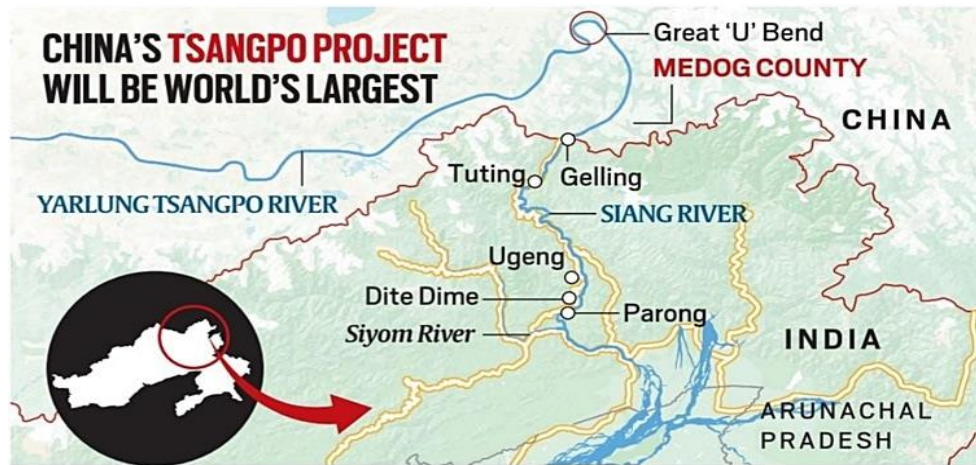 CHINA'S TSANGPO PROJECT
WILL BE WORLD'S LARGEST
Great 'U' Bend
MEDOG COUNTY
CHINA
Tuting
Gelling
YARLUNG TSANGPO RIVER
SIANG RIVER
Ugeng
Dite Dime
Parong
Siyom River
INDIA
ARUNACHAL
PRADESH